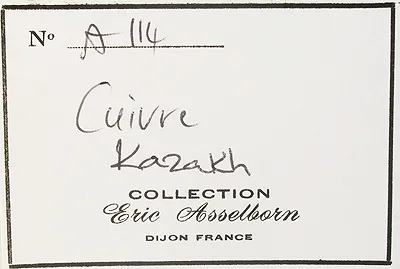 Nº A 114
Cuivre
Kazakh
COLLECTION
Eric Asselborn
DIJON FRANCE